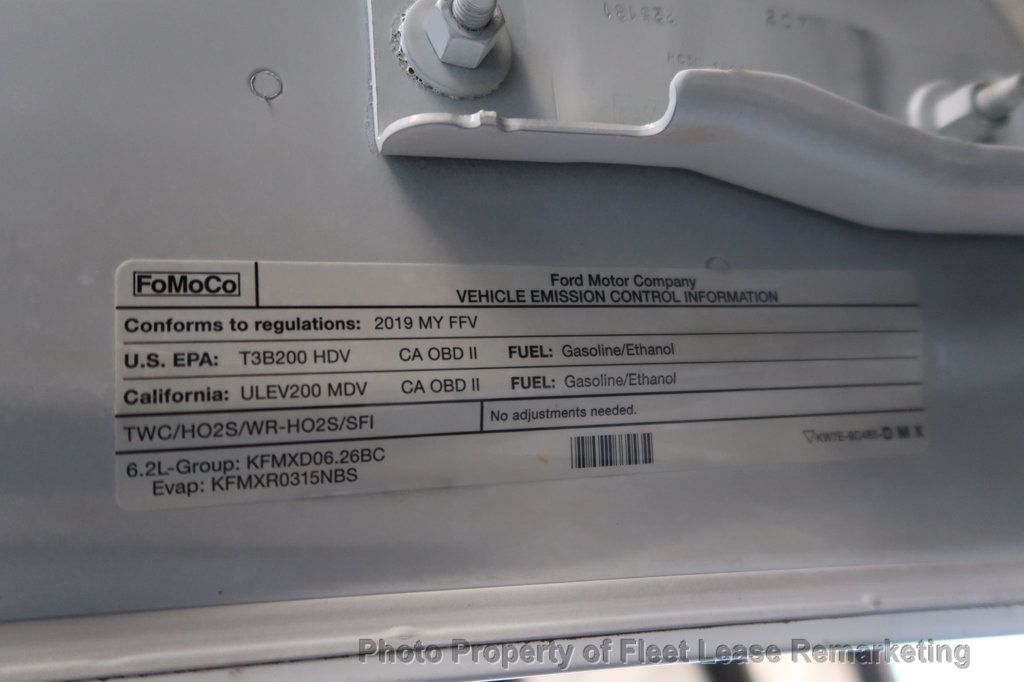 FoMoCo
Ford Motor Company
VEHICLE EMISSION CONTROL INFORMATION
Conforms to regulations: 2019 MY FFV
U.S. EPA: T3B200 HDV CA OBD II FUEL: Gasoline/Ethanol
California: ULEV200 MDV CA OBD II FUEL: Gasoline/Ethanol
TWC/HO2S/WR-HO2S/SFI
No adjustments needed.
6.2L-Group: KFMXD06.26BC
Evap: KFMXR0315NBS
Photo Property of Fleet Lease Remarketing